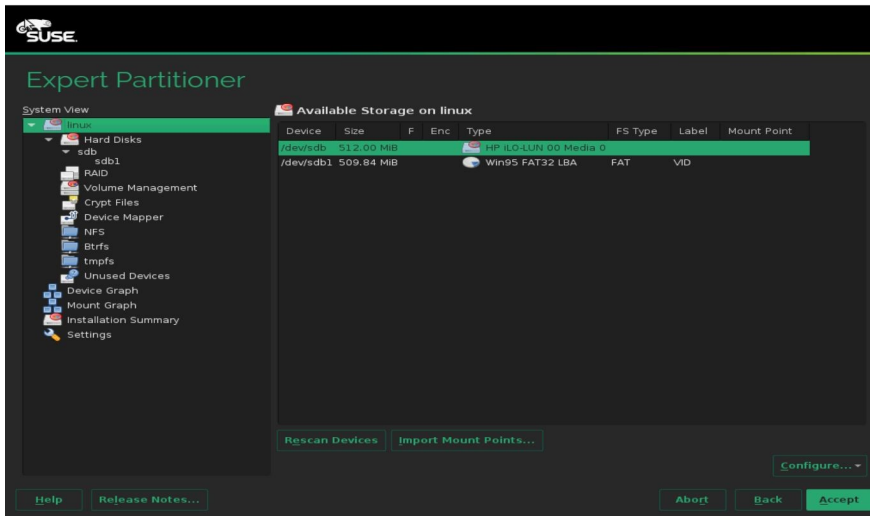 SUSE
Expert Partitioner
System View
linux
Hard Disks
sdb
sdb1
RAID
Volume Management
Crypt Files
Device Mapper
NFS
Btrfs
tmpfs
Unused Devices
Device Graph
Mount Graph
Installation Summary
Settings
Available Storage on linux
Device Size F Enc Type FS Type Label Mount Point
/dev/sdb 512.00 MiB HP iLO-LUN 00 Media 0
/dev/sdb1 509.84 MiB Win95 FAT32 LBA FAT VID
Rescan Devices Import Mount Points...
Configure...
Help Release Notes... Abort Back Accept